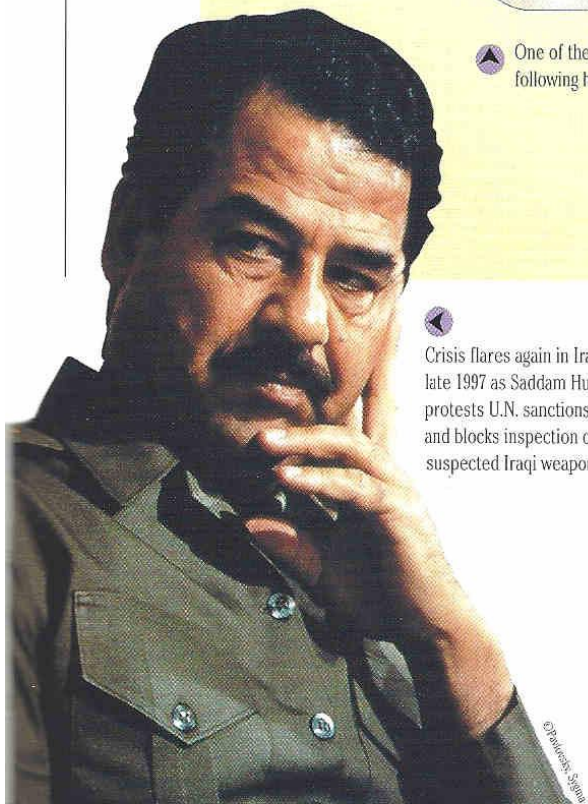 One of the
following h
Crisis flares again in Ira
late 1997 as Saddam Hu
protests U.N. sanctions
and blocks inspection o
suspected Iraqi weapon
©Pavlovsky, Sygma